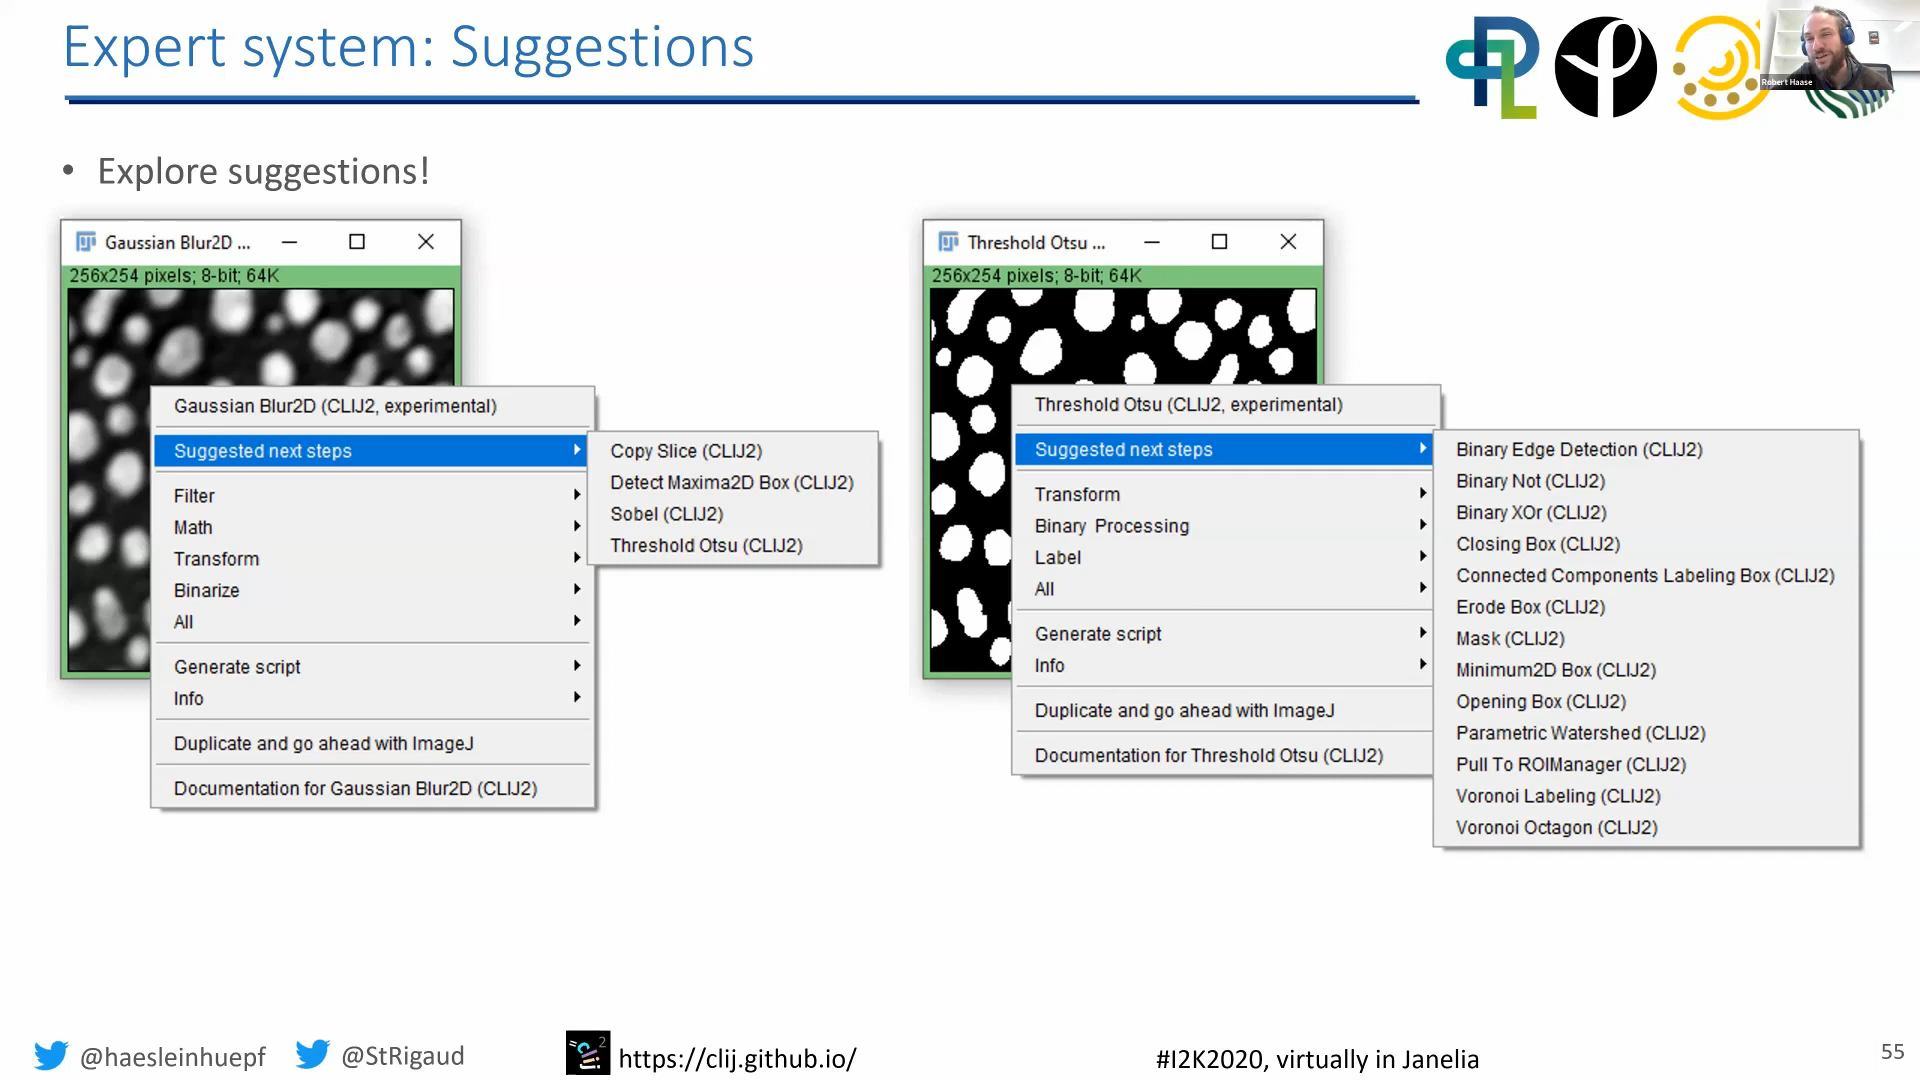 Expert system: Suggestions
Robert Haase
• Explore suggestions!
Gaussian Blur2D ...
256x254 pixels; 8-bit; 64K
Gaussian Blur2D (CLIJ2, experimental)
Suggested next steps
Filter
Math
Transform
Binarize
All
Generate script
Info
Duplicate and go ahead with ImageJ
Documentation for Gaussian Blur2D (CLIJ2)
Copy Slice (CLIJ2)
Detect Maxima2D Box (CLIJ2)
Sobel (CLIJ2)
Threshold Otsu (CLIJ2)
Threshold Otsu ...
256x254 pixels; 8-bit; 64K
Threshold Otsu (CLIJ2, experimental)
Suggested next steps
Transform
Binary Processing
Label
All
Generate script
Info
Duplicate and go ahead with ImageJ
Documentation for Threshold Otsu (CLIJ2)
Binary Edge Detection (CLIJ2)
Binary Not (CLIJ2)
Binary XOr (CLIJ2)
Closing Box (CLIJ2)
Connected Components Labeling Box (CLIJ2)
Erode Box (CLIJ2)
Mask (CLIJ2)
Minimum2D Box (CLIJ2)
Opening Box (CLIJ2)
Parametric Watershed (CLIJ2)
Pull To ROIManager (CLIJ2)
Voronoi Labeling (CLIJ2)
Voronoi Octagon (CLIJ2)
@haesleinhuepf
@StRigaud
https://clij.github.io/
#I2K2020, virtually in Janelia
55